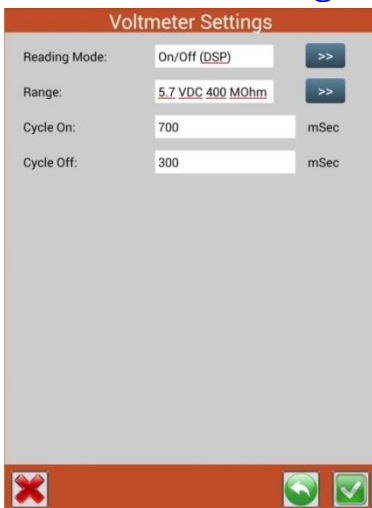 Voltmeter Settings
Reading Mode: On/Off (DSP) >>
Range: 5.7 VDC 400 MOhm >>
Cycle On: 700 mSec
Cycle Off: 300 mSec